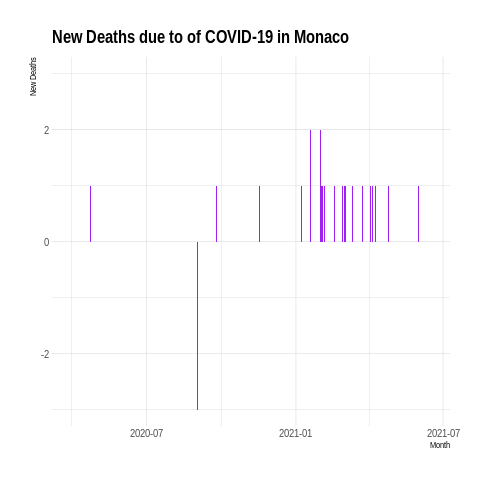 New Deaths due to of COVID-19 in Monaco
New Deaths
2
0
-2
2020-07
2021-01
2021-07
Month